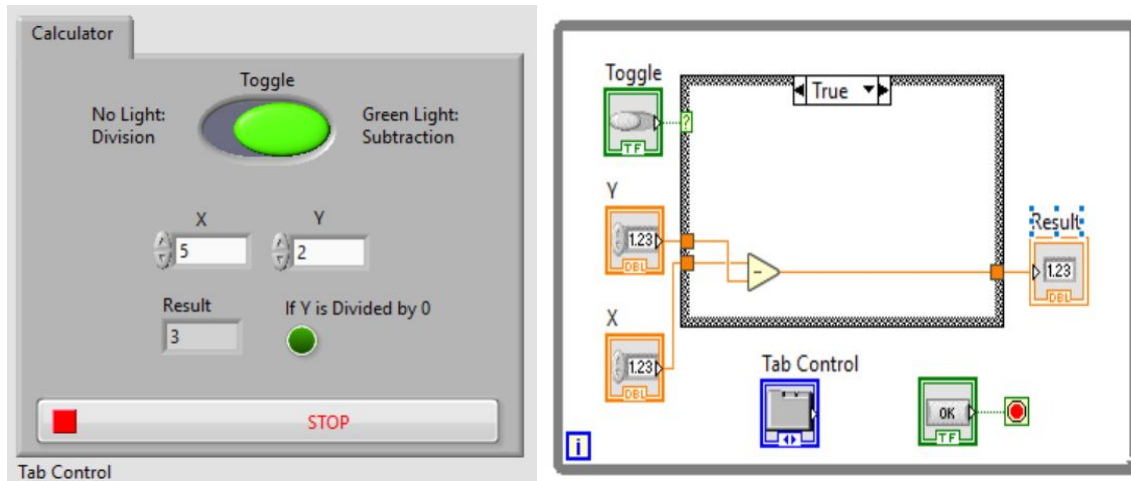 Calculator
Toggle
No Light:
Division
Green Light:
Subtraction
X
Y
5
2
Result
If Y is Divided by 0
3
STOP
Tab Control
True
Toggle
?
TF
Y
1.23
DBL
Result
1.23
DBL
X
1.23
DBL
Tab Control
OK
TF
i